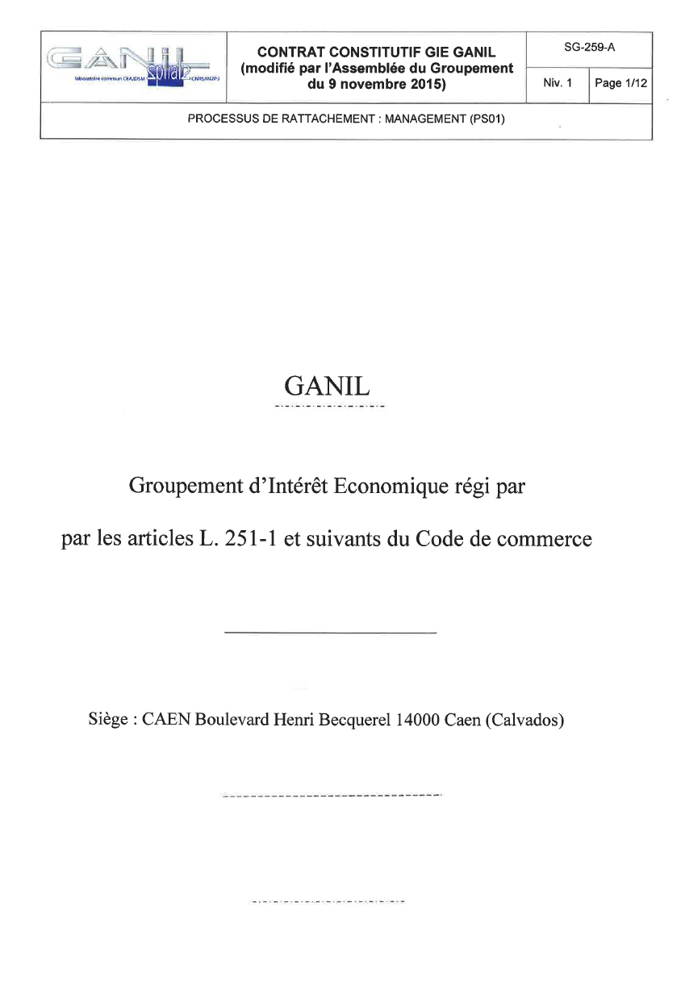 GANIL
spiral2
laboratoire commun CEA/DSM CNRS/IN2P3
CONTRAT CONSTITUTIF GIE GANIL
(modifié par l'Assemblée du Groupement
du 9 novembre 2015)
SG-259-A
Niv. 1
Page 1/12
PROCESSUS DE RATTACHEMENT : MANAGEMENT (PS01)
GANIL
Groupement d'Intérêt Economique régi par
par les articles L. 251-1 et suivants du Code de commerce
Siège : CAEN Boulevard Henri Becquerel 14000 Caen (Calvados)